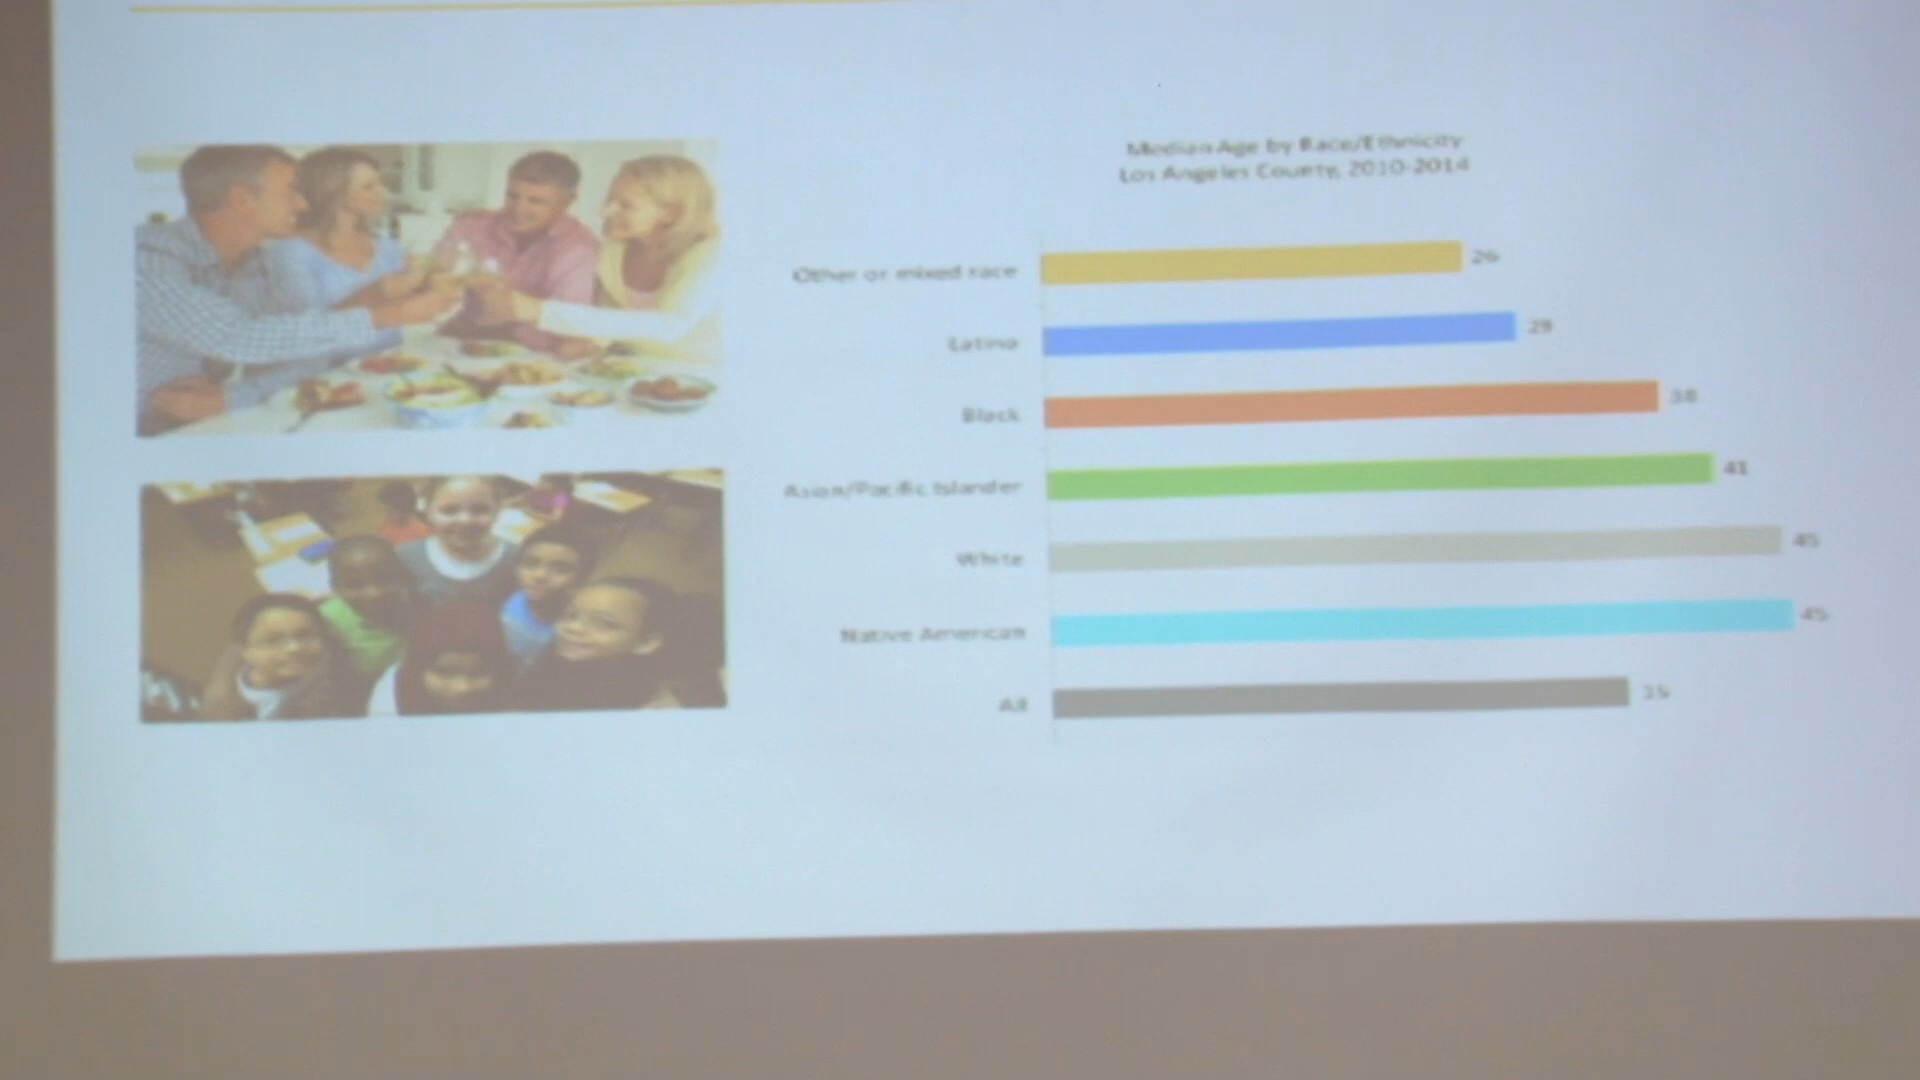 Median Age by Race/Ethnicity
Los Angeles County, 2010-2014
Other or mixed race 26
Latino 29
Black 38
Asian/Pacific Islander 41
White 45
Native American 45
All 35